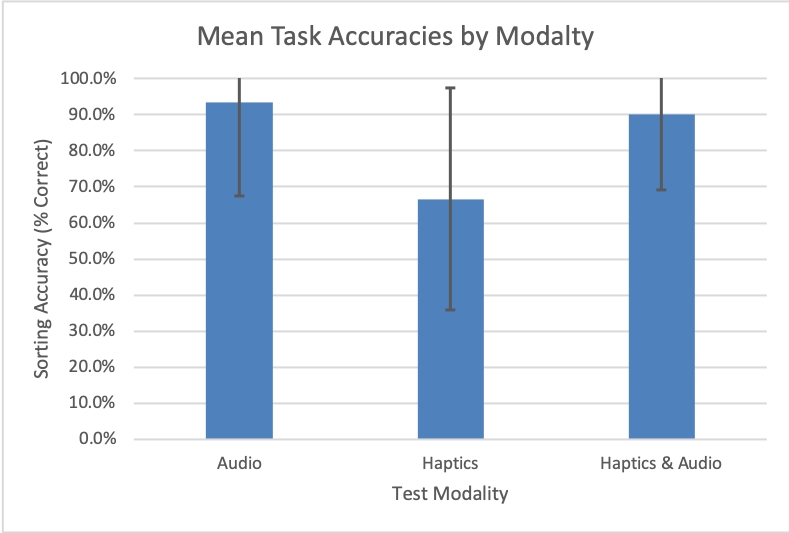 Mean Task Accuracies by Modalty
100.0%
90.0%
80.0%
70.0%
60.0%
50.0%
40.0%
30.0%
20.0%
10.0%
0.0%
Sorting Accuracy (% Correct)
Audio
Haptics
Haptics & Audio
Test Modality